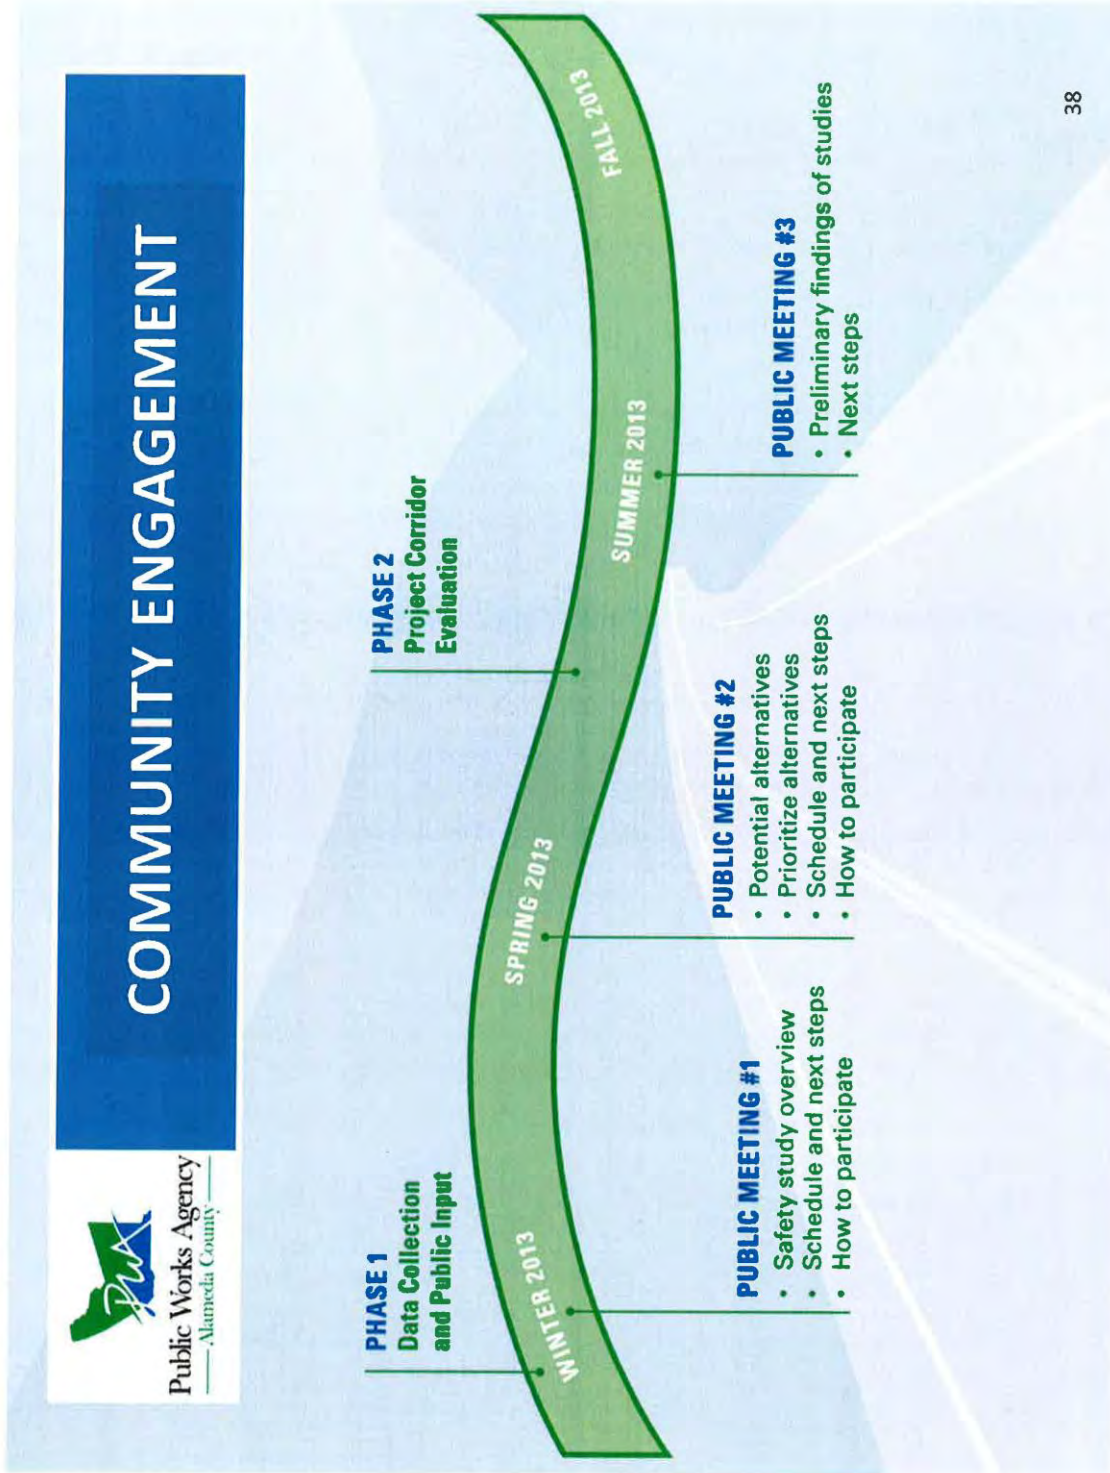 PWA
Public Works Agency
Alameda County
COMMUNITY ENGAGEMENT
PHASE 1
Data Collection
and Public Input
PHASE 2
Project Corridor
Evaluation
WINTER 2013
SPRING 2013
SUMMER 2013
FALL 2013
PUBLIC MEETING #1
• Safety study overview
• Schedule and next steps
• How to participate
PUBLIC MEETING #2
• Potential alternatives
• Prioritize alternatives
• Schedule and next steps
• How to participate
PUBLIC MEETING #3
• Preliminary findings of studies
• Next steps
38